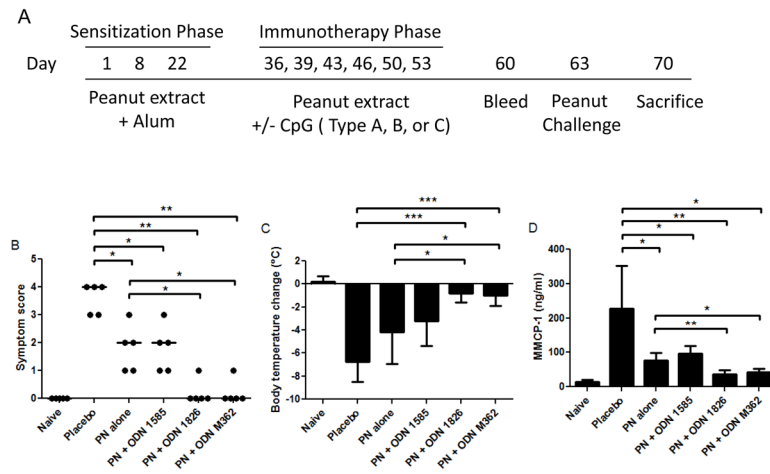 A
Sensitization Phase Immunotherapy Phase
Day 1 8 22 36, 39, 43, 46, 50, 53 60 63 70
Peanut extract Peanut extract Bleed Peanut Sacrifice
+ Alum +/- CpG ( Type A, B, or C) Challenge
B
**
**
*
*
*
*
Symptom score
5
4
3
2
1
0
Naive
Placebo
PN alone
PN + ODN 1585
PN + ODN 1826
PN + ODN M362
C
***
***
*
*
Body temperature change (°C)
2
0
-2
-4
-6
-8
-10
Naive
Placebo
PN alone
PN + ODN 1585
PN + ODN 1826
PN + ODN M362
D
*
**
*
*
*
**
MMCP-1 (ng/ml)
400
300
200
100
0
Naive
Placebo
PN alone
PN + ODN 1585
PN + ODN 1826
PN + ODN M362